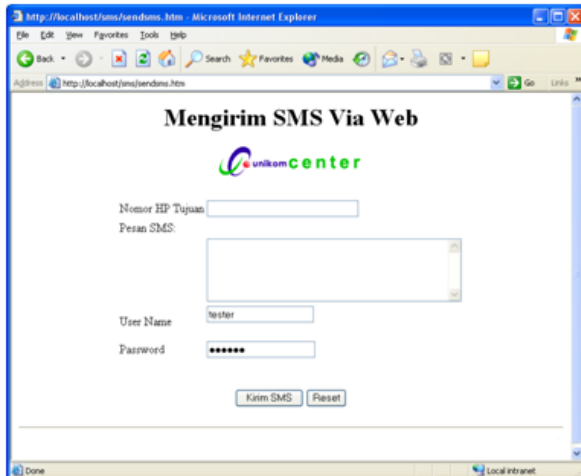 http://localhost/sms/sendsms.htm - Microsoft Internet Explorer
File Edit View Favorites Tools Help
Back Search Favorites Media
Address http://localhost/sms/sendsms.htm Go Links »
Mengirim SMS Via Web
e unikom center
Nomor HP Tujuan
Pesan SMS:
User Name tester
Password ●●●●●●
Kirim SMS Reset
Done Local intranet